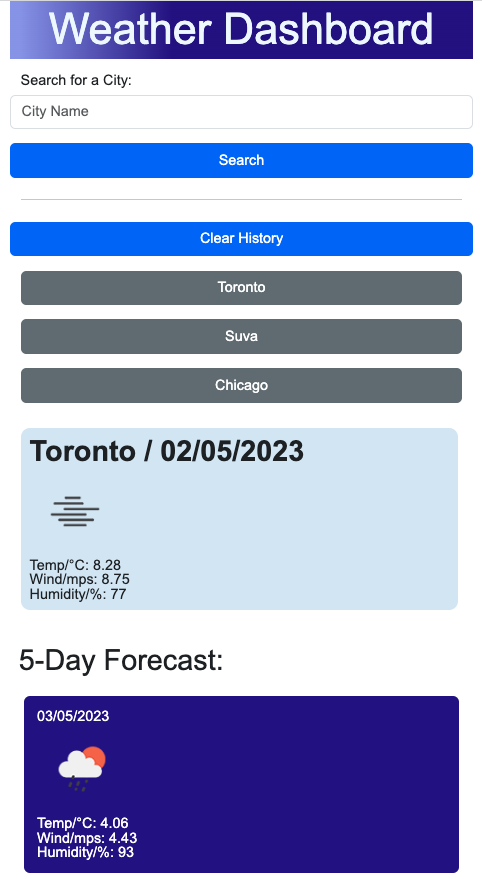 Weather Dashboard
Search for a City:
City Name
Search
Clear History
Toronto
Suva
Chicago
Toronto / 02/05/2023
Temp/°C: 8.28
Wind/mps: 8.75
Humidity/%: 77
5-Day Forecast:
03/05/2023
Temp/°C: 4.06
Wind/mps: 4.43
Humidity/%: 93